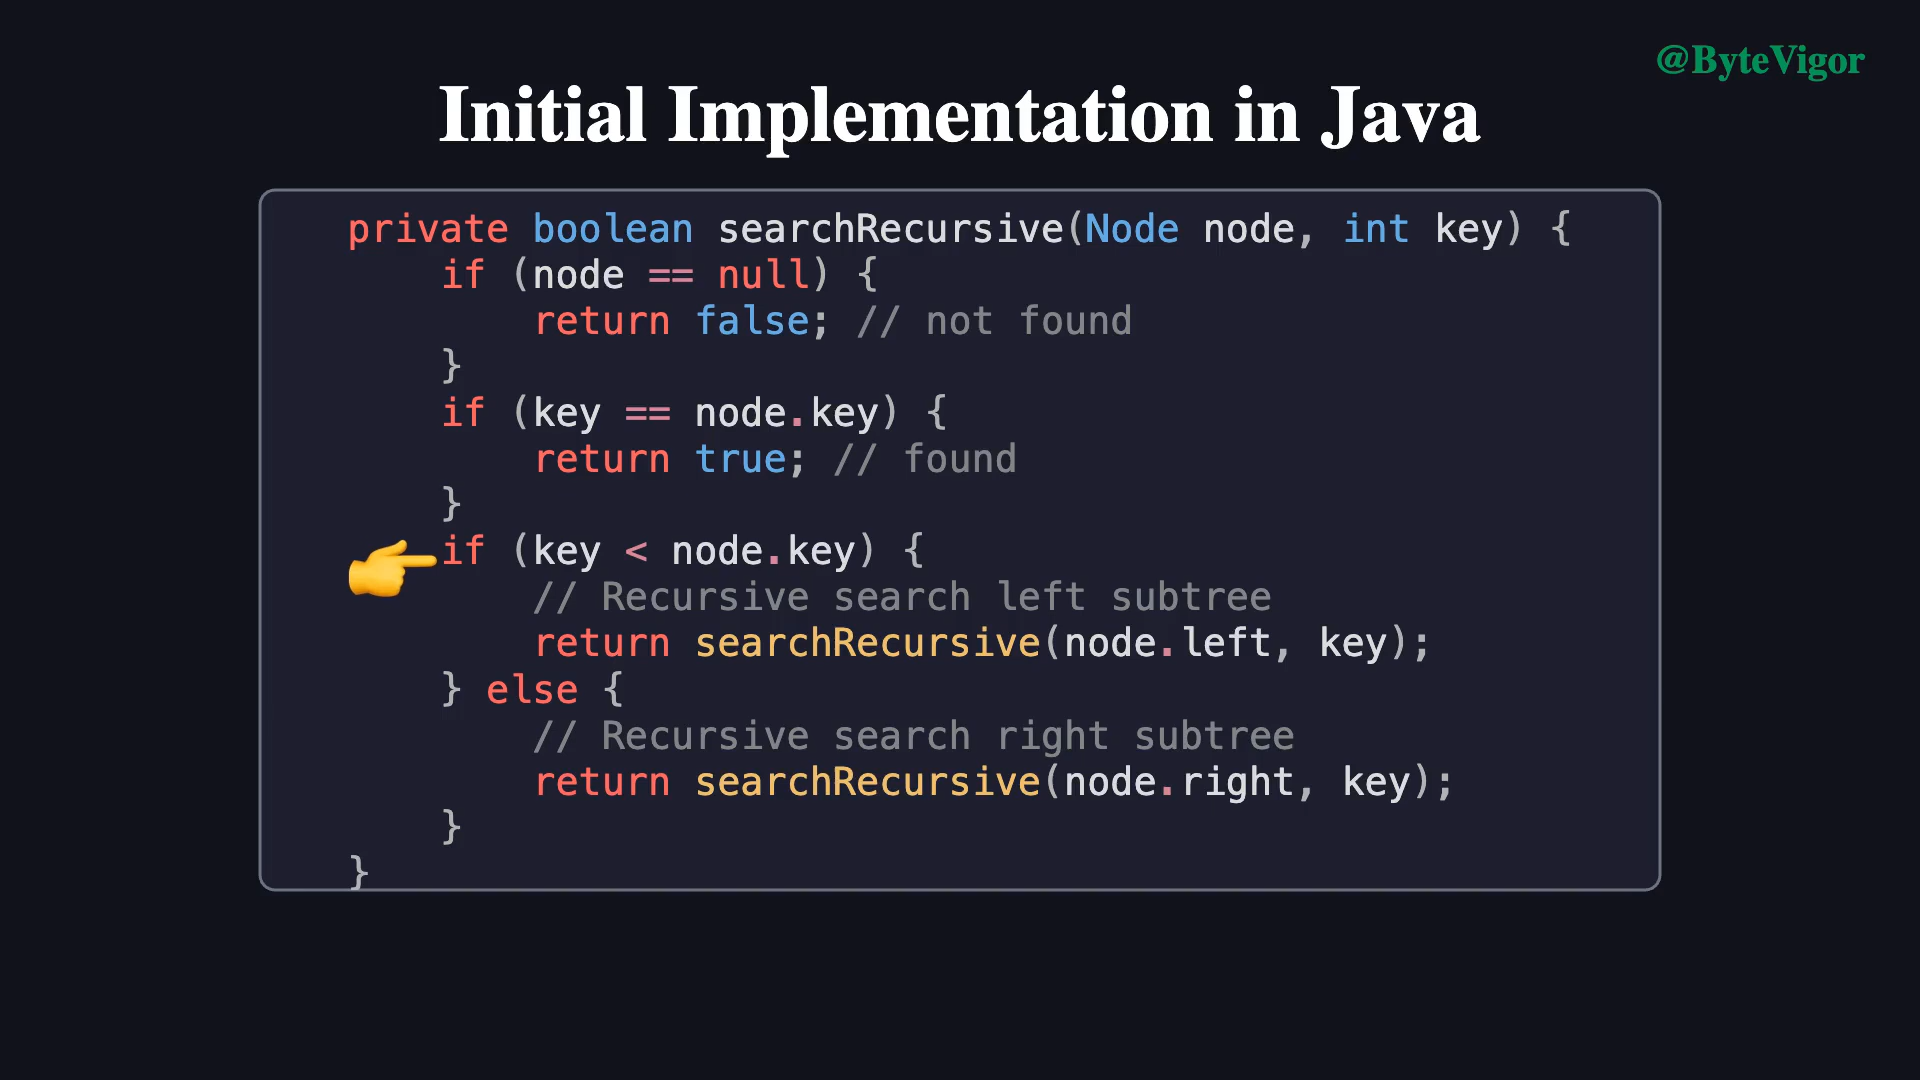 @ByteVigor
Initial Implementation in Java
private boolean searchRecursive(Node node, int key) {
    if (node == null) {
        return false; // not found
    }
    if (key == node.key) {
        return true; // found
    }
    if (key < node.key) {
        // Recursive search left subtree
        return searchRecursive(node.left, key);
    } else {
        // Recursive search right subtree
        return searchRecursive(node.right, key);
    }
}